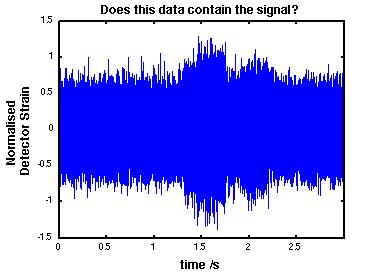 Does this data contain the signal?
Normalised
Detector Strain
1.5
1
0.5
0
-0.5
-1
-1.5
0 0.5 1 1.5 2 2.5
time /s